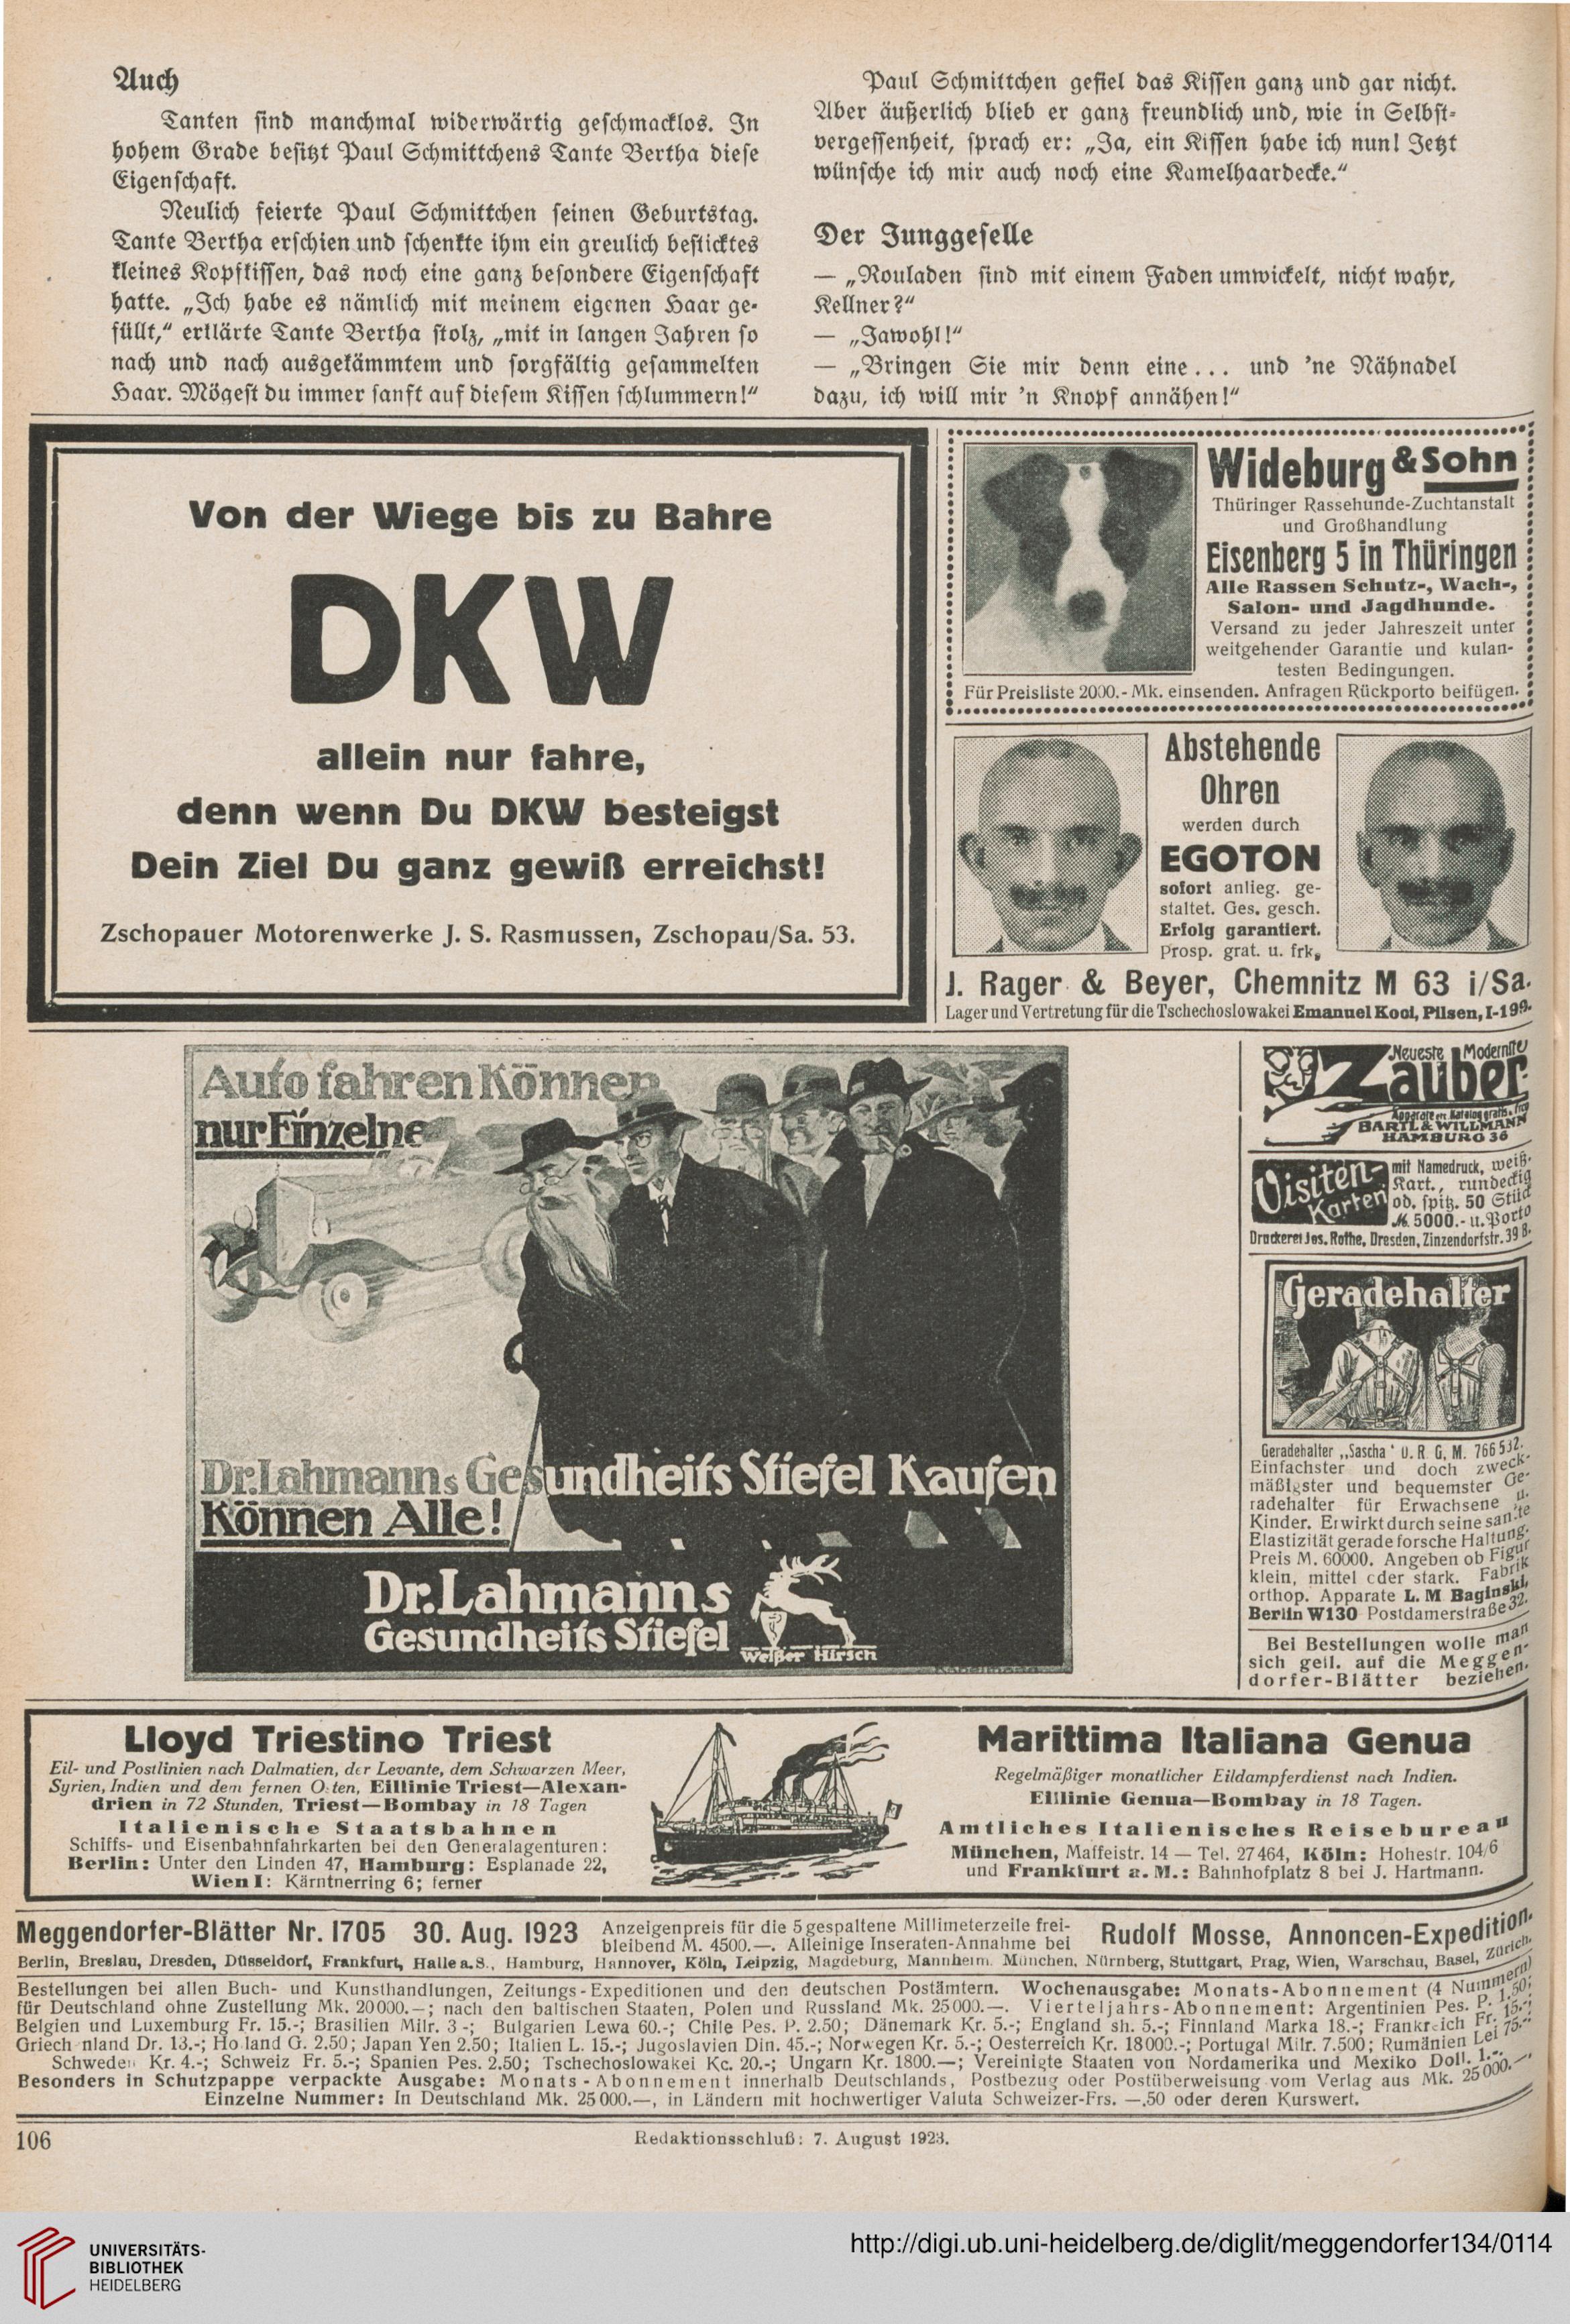 Auch
Tanten sind manchmal widerwärtig geschmacklos. In
hohem Grade besitzt Paul Schmittchens Tante Bertha diese
Eigenschaft.
Neulich feierte Paul Schmittchen seinen Geburtstag.
Tante Bertha erschien und schenkte ihm ein greulich besticktes
kleines Kopfkissen, das noch eine ganz besondere Eigenschaft
hatte. „Ich habe es nämlich mit meinem eigenen Haar ge-
füllt,“ erklärte Tante Bertha stolz, „mit in langen Jahren so
nach und nach ausgekämmtem und sorgfältig gesammelten
Haar. Mögest du immer sanft auf diesem Kissen schlummern!“
Paul Schmittchen gefiel das Kissen ganz und gar nicht.
Aber äußerlich blieb er ganz freundlich und, wie in Selbst-
vergessenheit, sprach er: „Ja, ein Kissen habe ich nun! Jetzt
wünsche ich mir auch noch eine Kamelhaardecke.“
Der Junggeselle
— „Rouladen sind mit einem Faden umwickelt, nicht wahr,
Kellner?“
— „Jawohl!“
— „Bringen Sie mir denn eine... und 'ne Nähnadel
dazu, ich will mir 'n Knopf annähen!“
Von der Wiege bis zu Bahre
DKW
allein nur fahre,
denn wenn Du DKW besteigst
Dein Ziel Du ganz gewiß erreichst!
Zschopauer Motorenwerke J. S. Rasmussen, Zschopau/Sa. 53.
Wideburg & Sohn
Thüringer Rassehunde-Zuchtanstalt
und Großhandlung
Eisenberg 5 in Thüringen
Alle Rassen Schutz-, Wach-,
Salon- und Jagdhunde.
Versand zu jeder Jahreszeit unter
weitgehender Garantie und kulan-
testen Bedingungen.
Für Preisliste 2000.- Mk. einsenden. Anfragen Rückporto beifügen.
Abstehende
Ohren
werden durch
EGOTON
sofort anlieg. ge-
staltet. Ges. gesch.
Erfolg garantiert.
Prosp. grat. u. frk.
J. Rager & Beyer, Chemnitz M 63 i/Sa.
Lager und Vertretung für die Tschechoslowakei Emanuel Kool, Pilsen, I-199.
Auto fahren Können
nur Einzelne
Dr. Lahmanns Gesundheits Stiefel Kaufen
Können Alle!
Dr. Lahmanns
Gesundheits Stiefel
Weißer Hirsch
Neueste Modernste
Zauber
Apparate etc. Katalog gratis. frco
BARTL & WILLMANN
HAMBURG 36
Visiten-
Karten
mit Namedruck, weiß.
Kart., rundeckig
od. spitz. 50 Stück
M. 5000.- u. Porto
Druckerei Jos. Rothe, Dresden, Zinzendorfstr. 39 B.
Geradehalter
Geradehalter „Sascha‘ D. R. G. M. 766532.
Einfachster und doch zweck-
mäßigster und bequemster Ge-
radehalter für Erwachsene u.
Kinder. Er wirkt durch seine sanfte
Elastizität gerade forsche Haltung.
Preis M. 60000. Angeben ob Figur
klein, mittel oder stark. Fabrik
orthop. Apparate L. M. Baginski,
Berlin W130 Postdamerstraße 32.
Bei Bestellungen wolle man
sich gefl. auf die Meggen-
dorfer-Blätter beziehen.
Lloyd Triestino Triest
Eil- und Postlinien nach Dalmatien, der Levante, dem Schwarzen Meer,
Syrien, Indien und dem fernen Osten, Eillinie Triest—Alexan-
drien in 72 Stunden, Triest—Bombay in 18 Tagen
Italienische Staatsbahnen
Schiffs- und Eisenbahnfahrkarten bei den Generalagenturen:
Berlin: Unter den Linden 47, Hamburg: Esplanade 22,
Wien I: Kärntnerring 6; ferner
Marittima Italiana Genua
Regelmäßiger monatlicher Eildampferdienst nach Indien.
Eillinie Genua—Bombay in 18 Tagen.
Amtliches Italienisches Reisebureau
München, Maffeistr. 14 — Tel. 27464, Köln: Hohestr. 104/6
und Frankfurt a. M.: Bahnhofplatz 8 bei J. Hartmann.
Meggendorfer-Blätter Nr. 1705 30. Aug. 1923
Anzeigenpreis für die 5 gespaltene Millimeterzeile frei-
bleibend M. 4500.—. Alleinige Inseraten-Annahme bei
Rudolf Mosse, Annoncen-Expedition.
Berlin, Breslau, Dresden, Düsseldorf, Frankfurt, Halle a. S., Hamburg, Hannover, Köln, Leipzig, Magdeburg, Mannheim, München, Nürnberg, Stuttgart, Prag, Wien, Warschau, Basel, Zürich.
Bestellungen bei allen Buch- und Kunsthandlungen, Zeitungs-Expeditionen und den deutschen Postämtern. Wochenausgabe: Monats-Abonnement (4 Nummern)
für Deutschland ohne Zustellung Mk. 20000.—; nach den baltischen Staaten, Polen und Russland Mk. 25000.—. Vierteljahrs-Abonnement: Argentinien Pes. P. 1.50;
Belgien und Luxemburg Fr. 15.-; Brasilien Milr. 3-; Bulgarien Lewa 60.-; Chile Pes. P. 2.50; Dänemark Kr. 5.-; England sh. 5.-; Finnland Marka 18.-; Frankreich Fr. 15.-;
Griechenland Dr. 13.-; Holland G. 2.50; Japan Yen 2.50; Italien L. 15.-; Jugoslavien Din. 45.-; Norwegen Kr. 5.-; Oesterreich Kr. 18000.-; Portugal Milr. 7.500; Rumänien Lei 75.-
Schweden Kr. 4.-; Schweiz Fr. 5.-; Spanien Pes. 2.50; Tschechoslowakei Kc. 20.-; Ungarn Kr. 1800.—; Vereinigte Staaten von Nordamerika und Mexiko Doll. 1.-.
Besonders in Schutzpappe verpackte Ausgabe: Monats-Abonnement innerhalb Deutschlands, Postbezug oder Postüberweisung vom Verlag aus Mk. 25000.—
Einzelne Nummer: In Deutschland Mk. 25000.—, in Ländern mit hochwertiger Valuta Schweizer-Frs. —.50 oder deren Kurswert.
106
Redaktionsschluß: 7. August 1923.
UNIVERSITÄTS-
BIBLIOTHEK
HEIDELBERG
http://digi.ub.uni-heidelberg.de/diglit/meggendorfer134/0114